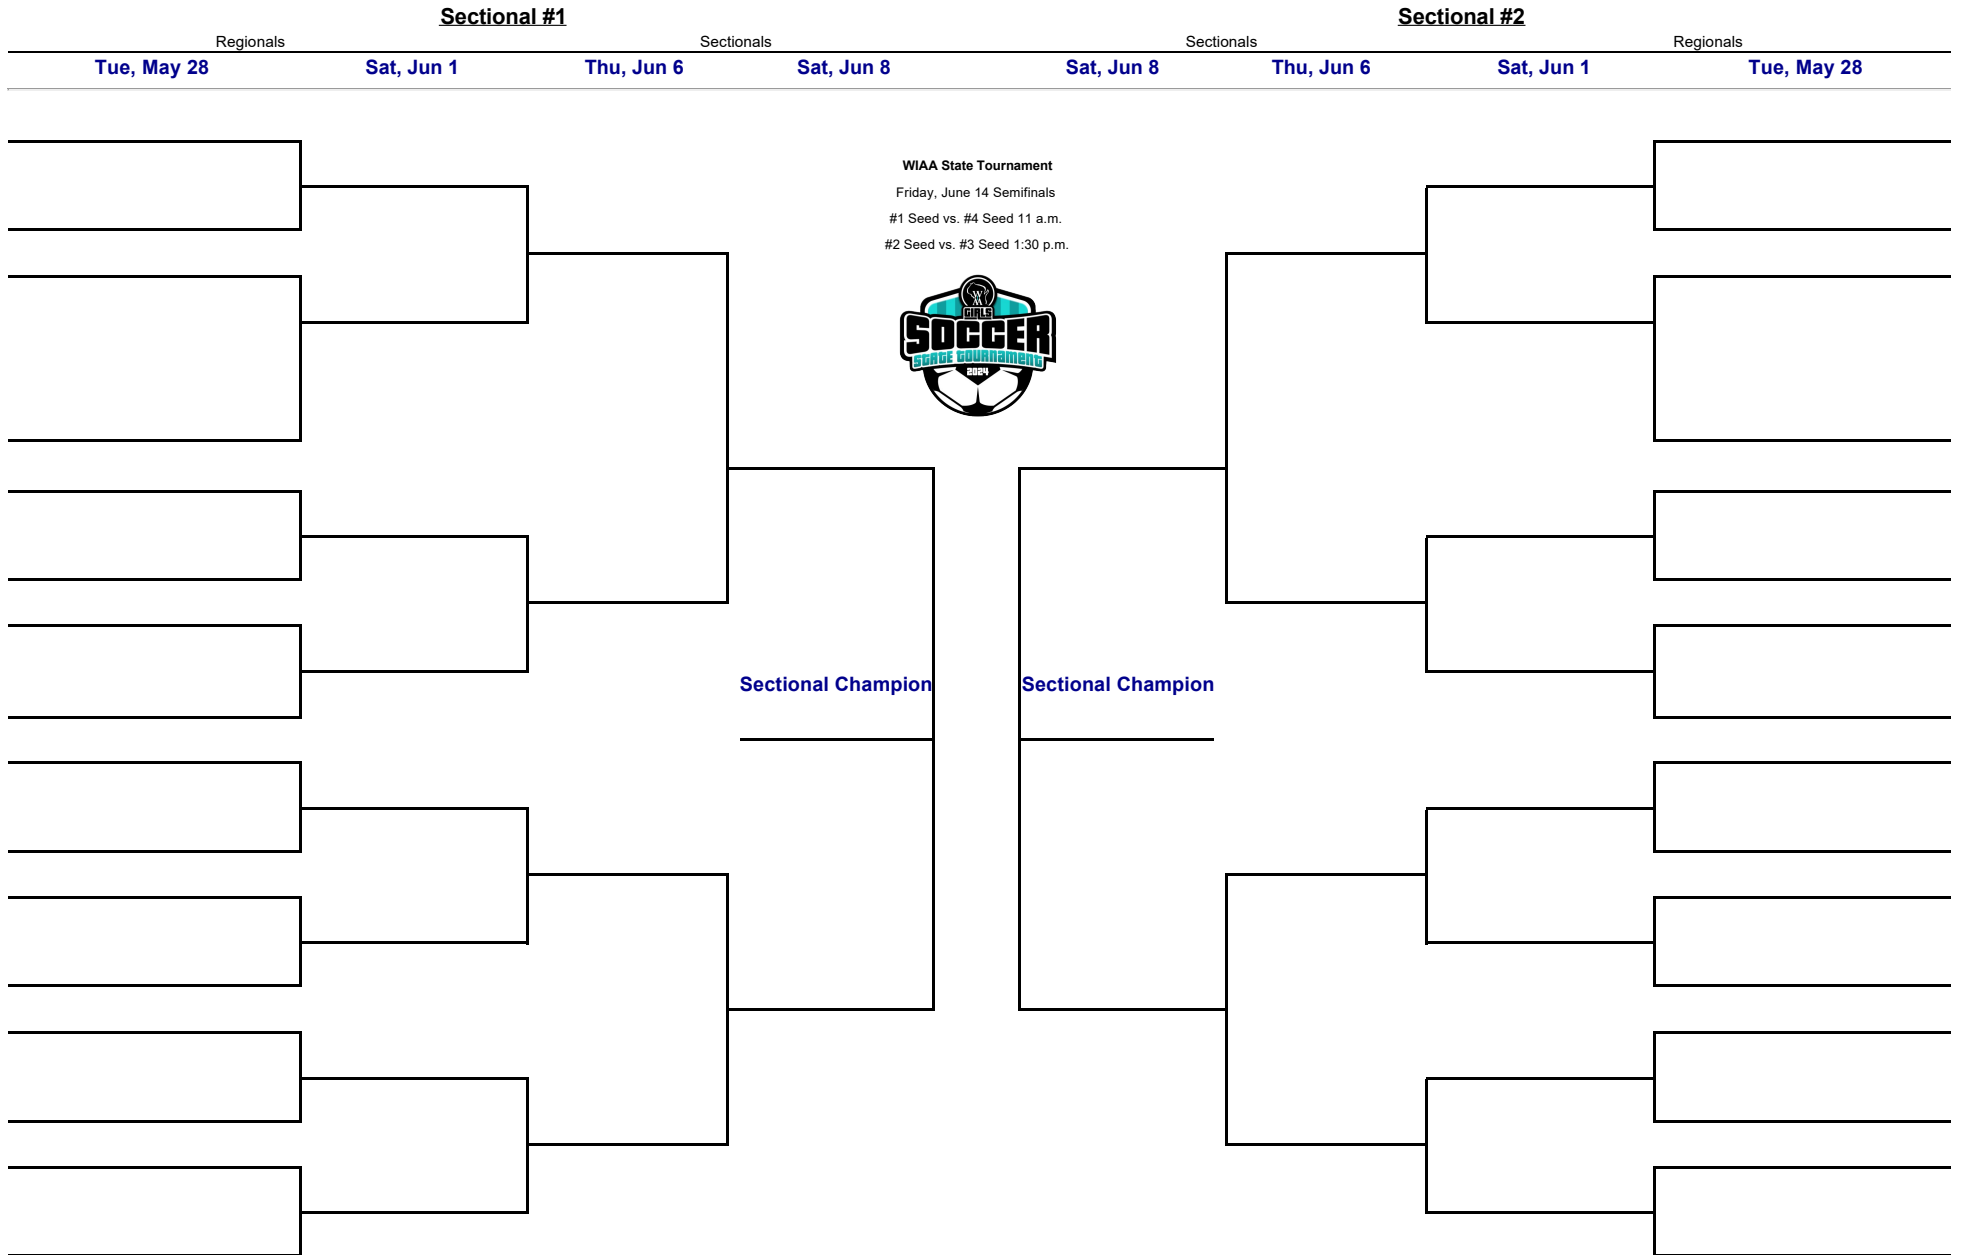 Sectional #1 Sectional #2
Regionals Sectionals Sectionals Regionals
Tue, May 28 Sat, Jun 1 Thu, Jun 6 Sat, Jun 8 Sat, Jun 8 Thu, Jun 6 Sat, Jun 1 Tue, May 28
WIAA State Tournament
Friday, June 14 Semifinals
#1 Seed vs. #4 Seed 11 a.m.
#2 Seed vs. #3 Seed 1:30 p.m.
GIRLS
SOCCER
STATE TOURNAMENT
2024
Sectional Champion Sectional Champion